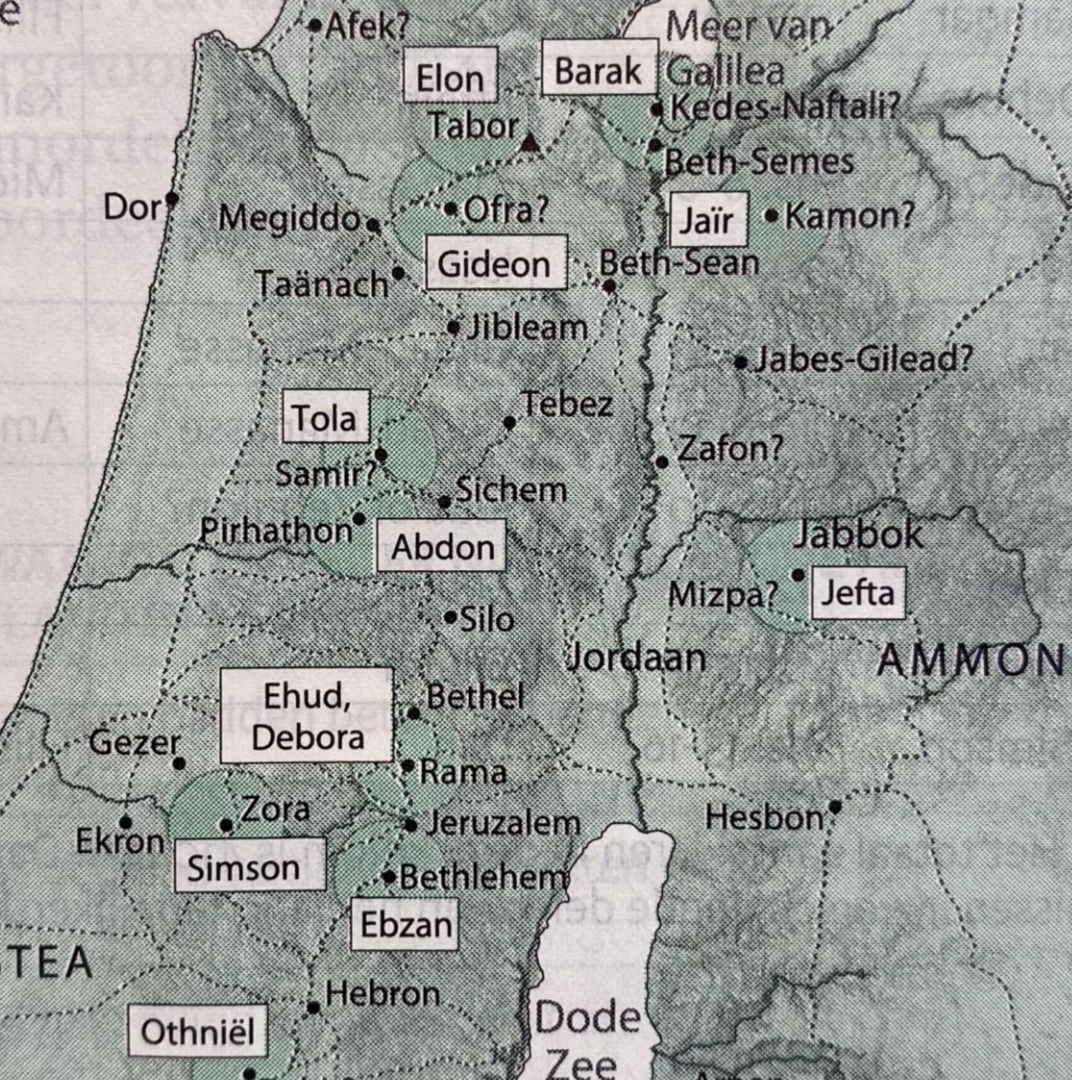 Afek?
Meer van
Galilea
Elon
Barak
Kedes-Naftali?
Tabor
Beth-Semes
Dor
Megiddo
Ofra?
Jaïr
Kamon?
Gideon
Beth-Sean
Taänach
Jibleam
Jabes-Gilead?
Tola
Tebez
Samir?
Zafon?
Sichem
Pirhathon
Abdon
Jabbok
Mizpa?
Jefta
Silo
Jordaan
AMMON
Ehud,
Debora
Bethel
Gezer
Rama
Zora
Jeruzalem
Hesbon
Ekron
Simson
Bethlehem
Ebzan
TEA
Hebron
Othniël
Dode
Zee